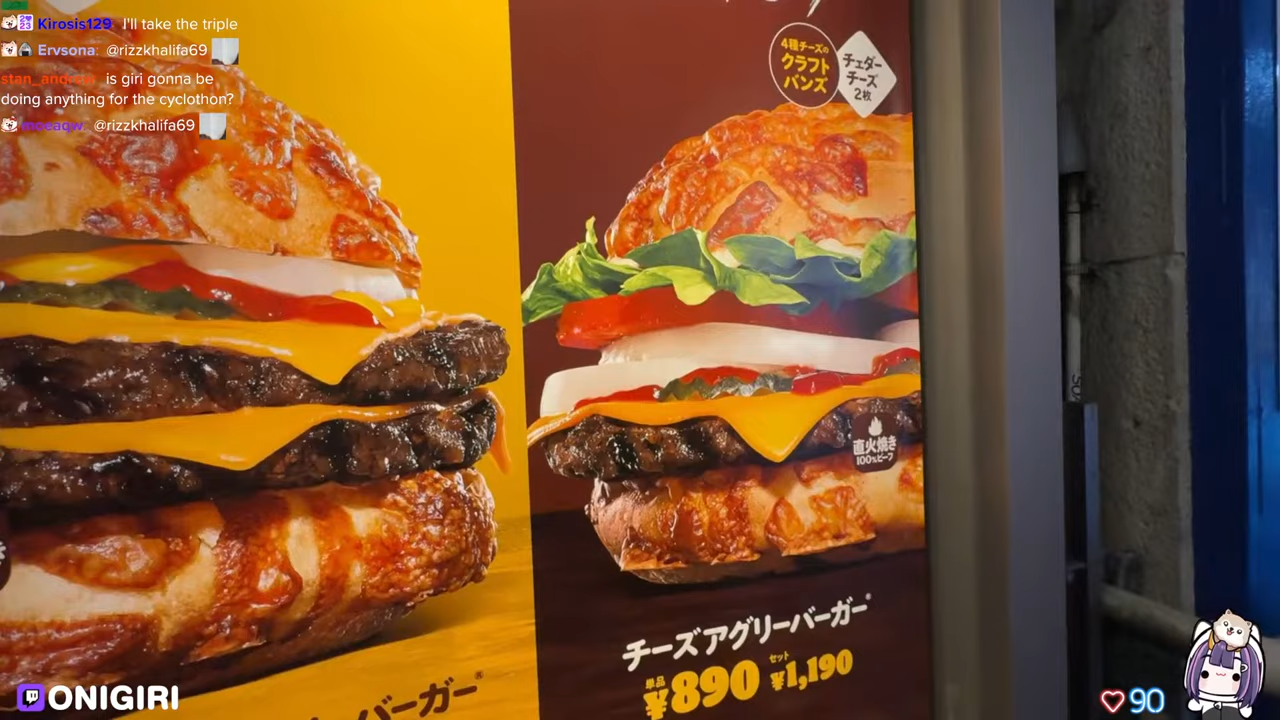 Kirosis129 I'll take the triple
Ervsona: @rizzkhalifa69
is giri gonna be
doing anything for the cyclothon?
moeaqw @rizzkhalifa69
4種チーズの
クラフト
バンズ
チェダー
チーズ
2枚
直火焼き
100%ビーフ
チーズアグリーバーガー®
単品
¥890
セット
¥1,190
バーガー®
ONIGIRI
90